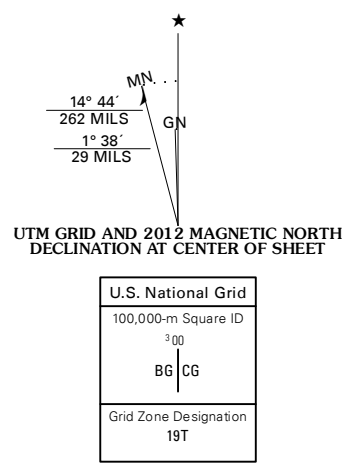 ★
MN
GN
14° 44´
262 MILS
1° 38´
29 MILS
UTM GRID AND 2012 MAGNETIC NORTH
DECLINATION AT CENTER OF SHEET
U.S. National Grid
100,000-m Square ID
³00
BG CG
Grid Zone Designation
19T